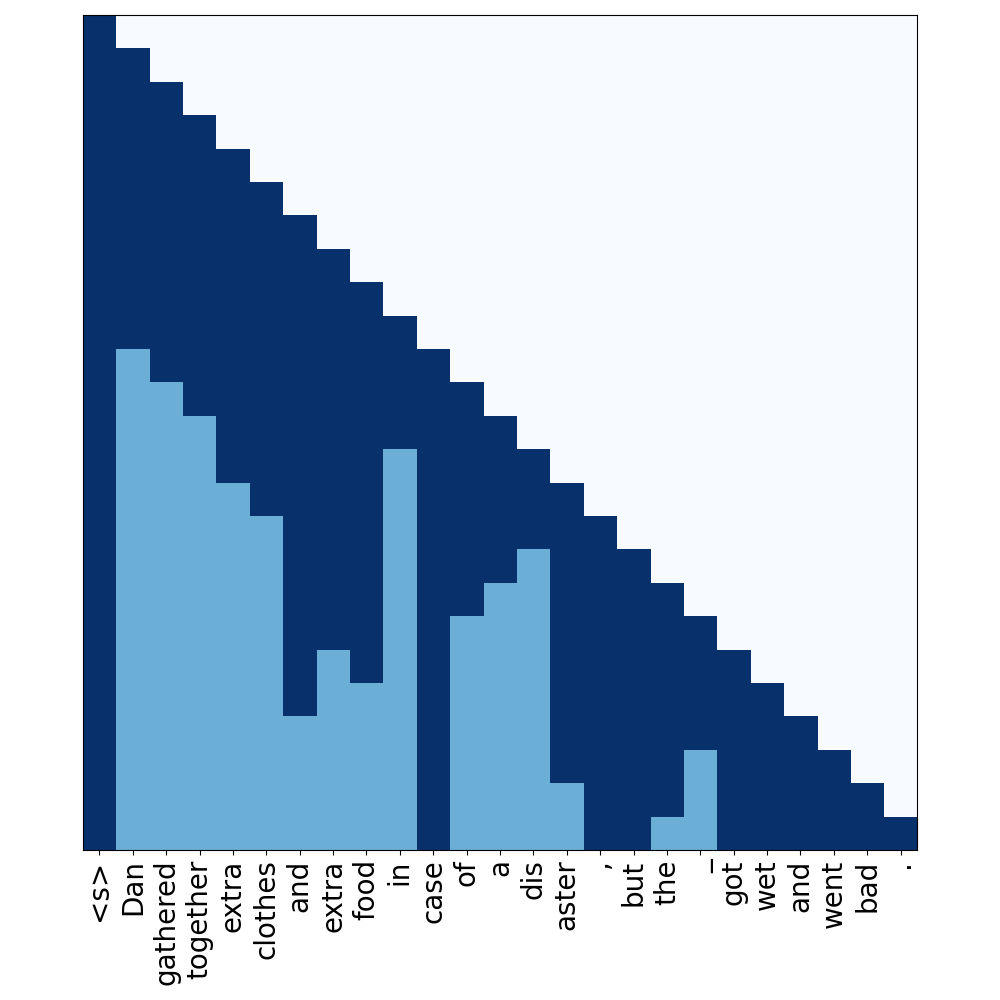 <s> Dan gathered together extra clothes and extra food in case of a dis aster , but the _ got wet and went bad .